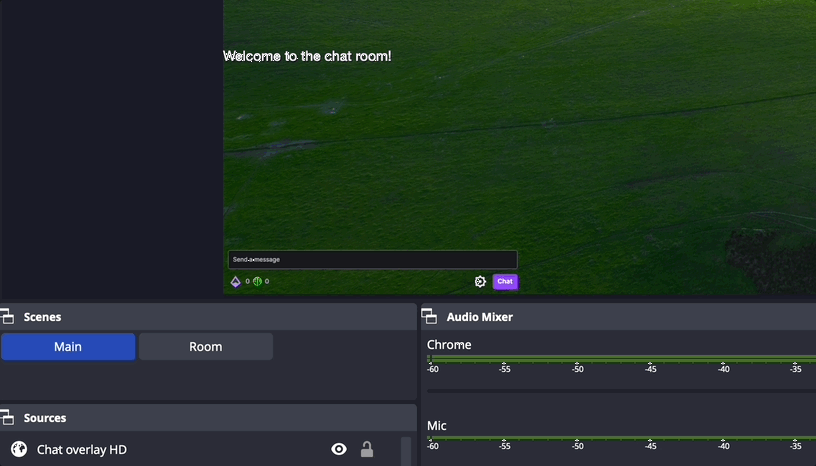 Welcome to the chat room!
Send a message
0 0
Chat
Scenes
Main Room
Sources
Chat overlay HD
Audio Mixer
Chrome
-60 -55 -50 -45 -40 -35
Mic
-60 -55 -50 -45 -40 -35